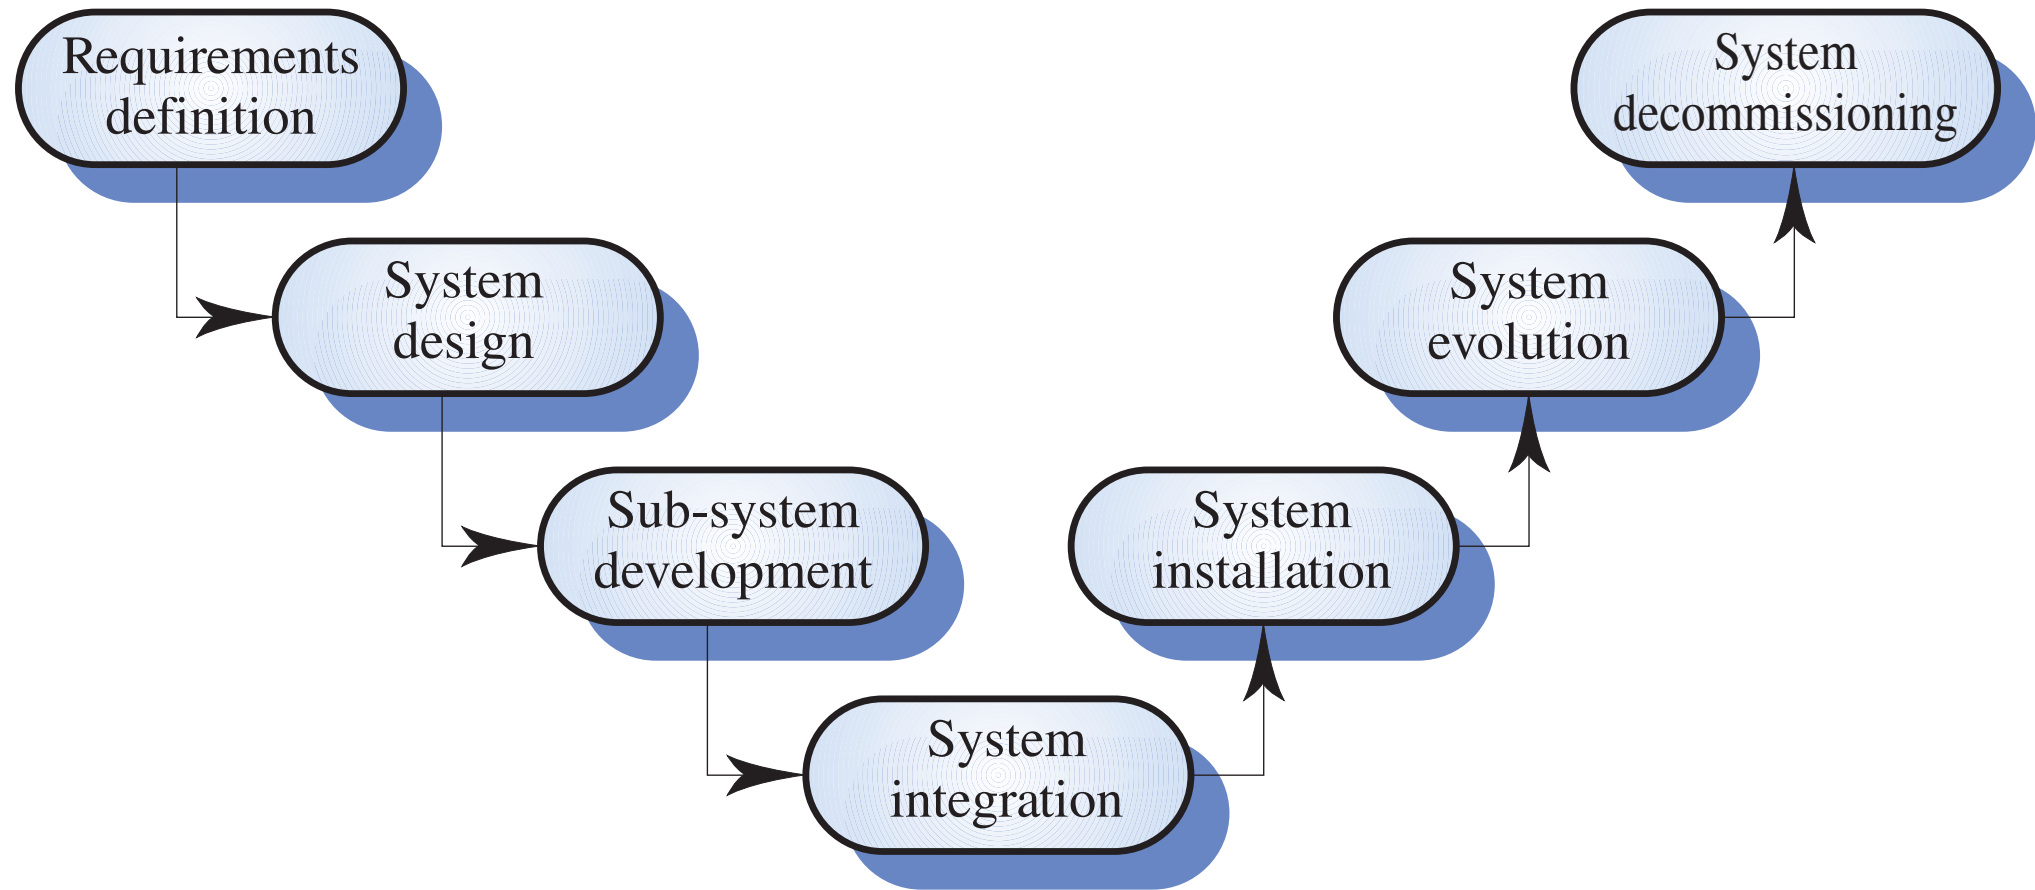 Requirements
definition
System
design
Sub-system
development
System
integration
System
installation
System
evolution
System
decommissioning